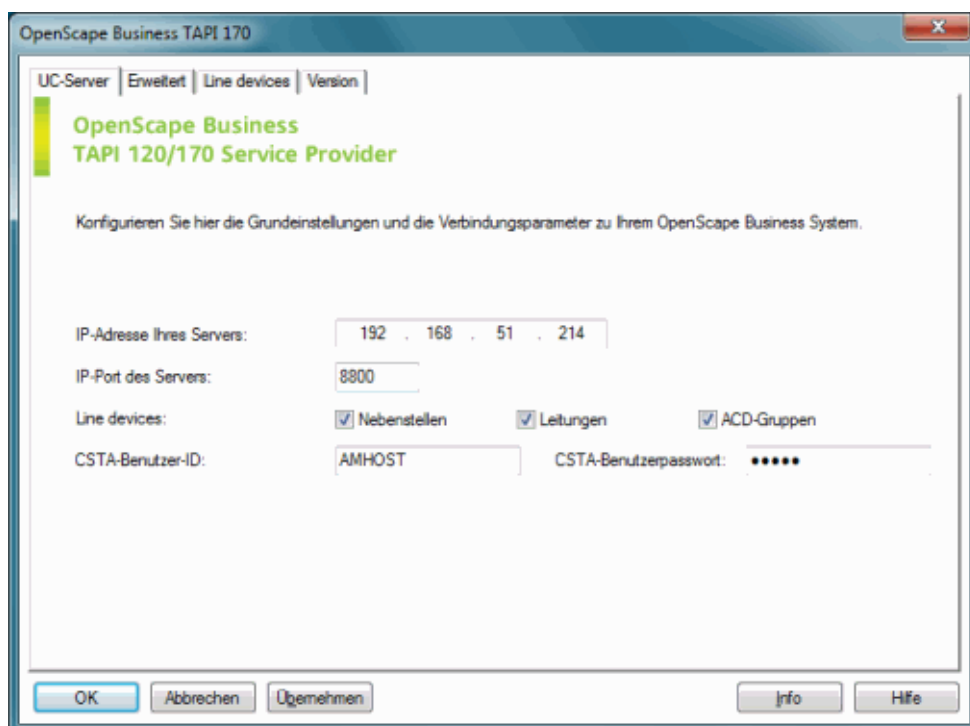 OpenScape Business TAPI 170
UC-Server Erweitert Line devices Version
OpenScape Business
TAPI 120/170 Service Provider
Konfigurieren Sie hier die Grundeinstellungen und die Verbindungsparameter zu Ihrem OpenScape Business System.
IP-Adresse Ihres Servers: 192 . 168 . 51 . 214
IP-Port des Servers: 8800
Line devices: Nebenstellen Leitungen ACD-Gruppen
CSTA-Benutzer-ID: AMHOST CSTA-Benutzerpasswort: •••••
OK Abbrechen Übernehmen Info Hilfe